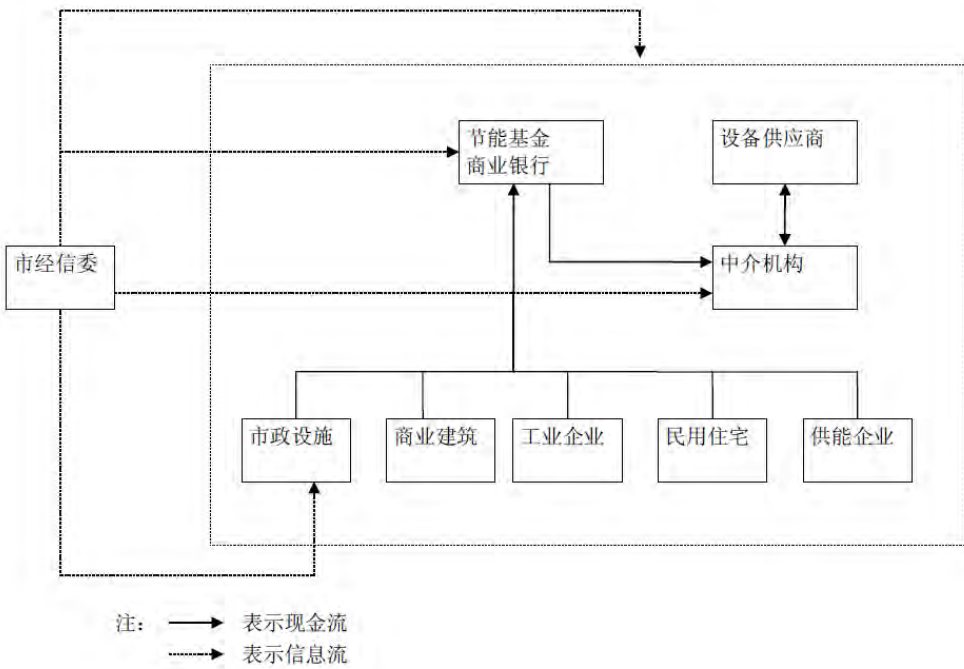 节能基金
商业银行
设备供应商
市经信委
中介机构
市政设施
商业建筑
工业企业
民用住宅
供能企业
注：
表示现金流
表示信息流